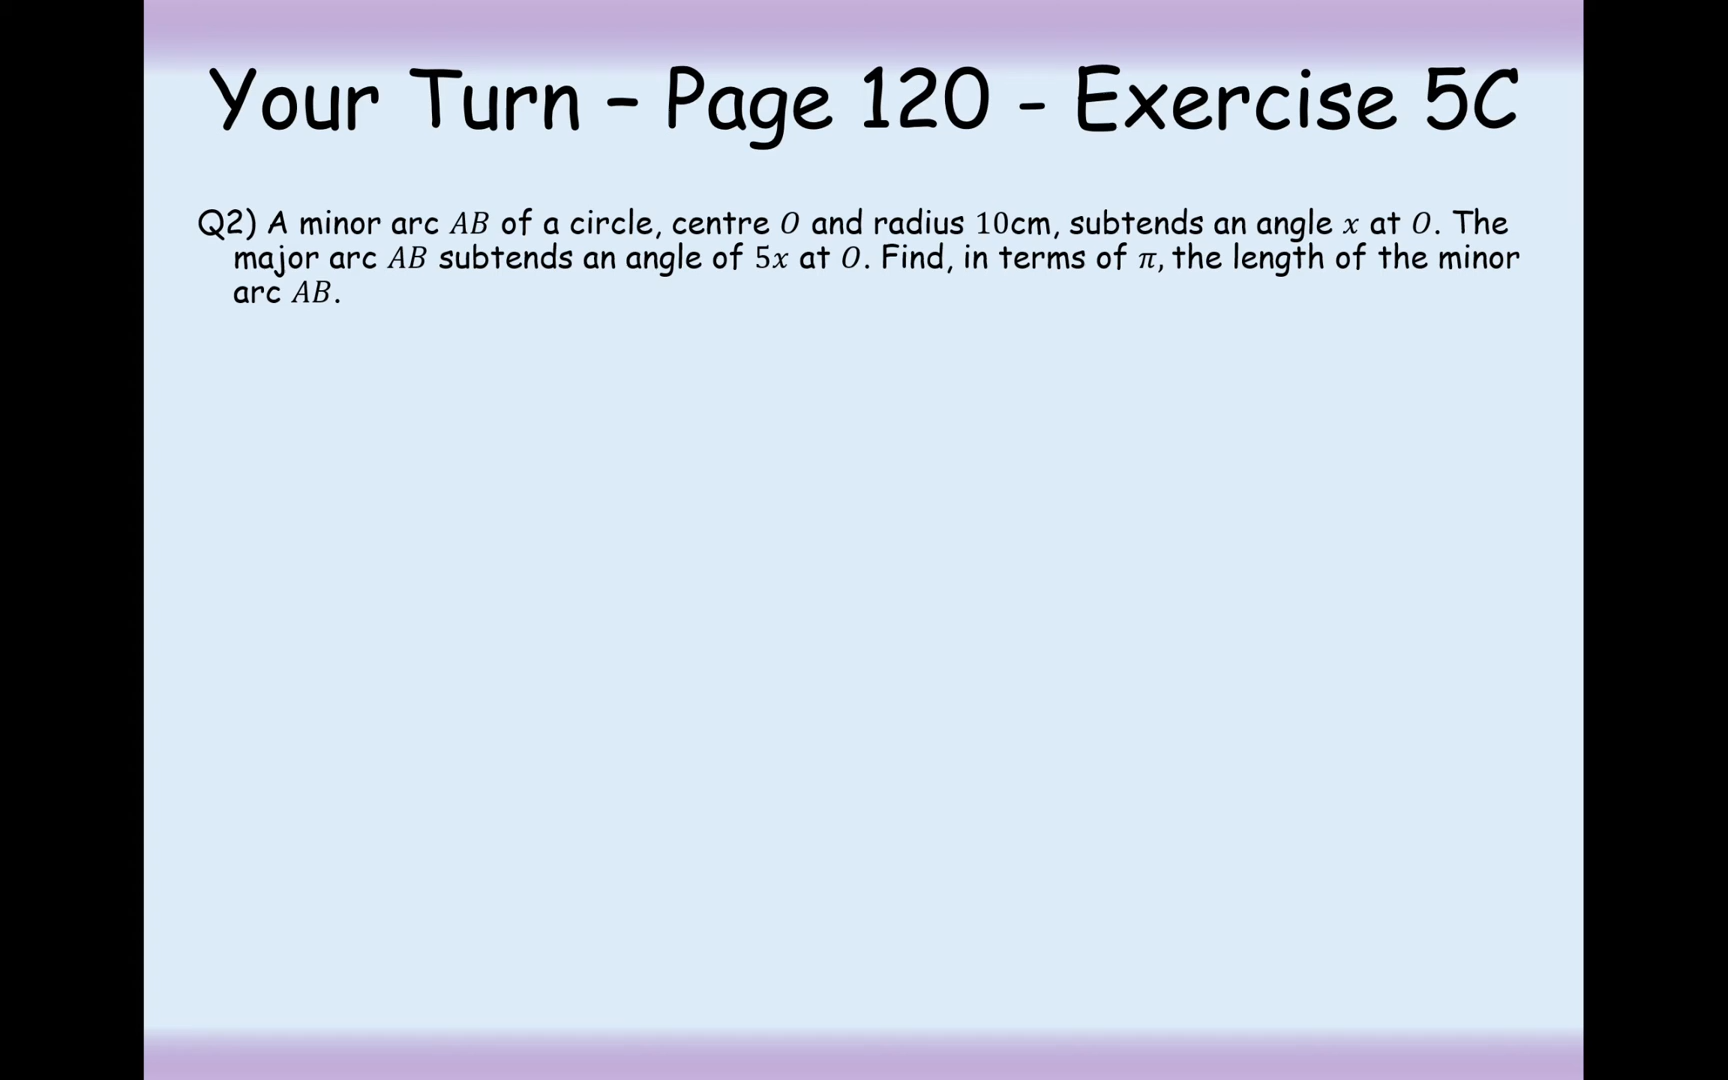 Your Turn – Page 120 - Exercise 5C
Q2) A minor arc AB of a circle, centre O and radius 10cm, subtends an angle x at O. The
major arc AB subtends an angle of 5x at O. Find, in terms of π, the length of the minor
arc AB.